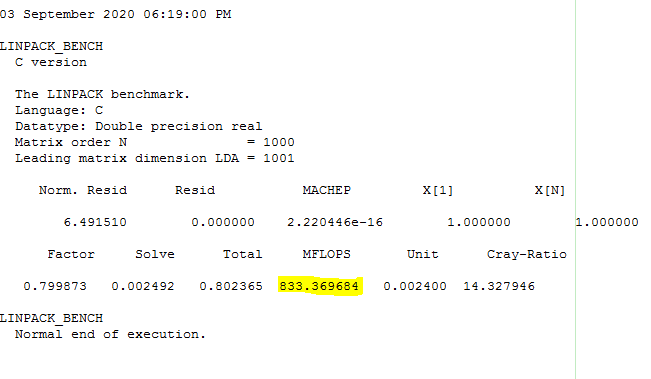 03 September 2020 06:19:00 PM
LINPACK_BENCH
C version
The LINPACK benchmark.
Language: C
Datatype: Double precision real
Matrix order N = 1000
Leading matrix dimension LDA = 1001
Norm. Resid Resid MACHEP X[1] X[N]
6.491510 0.000000 2.220446e-16 1.000000 1.000000
Factor Solve Total MFLOPS Unit Cray-Ratio
0.799873 0.002492 0.802365 833.369684 0.002400 14.327946
LINPACK_BENCH
Normal end of execution.